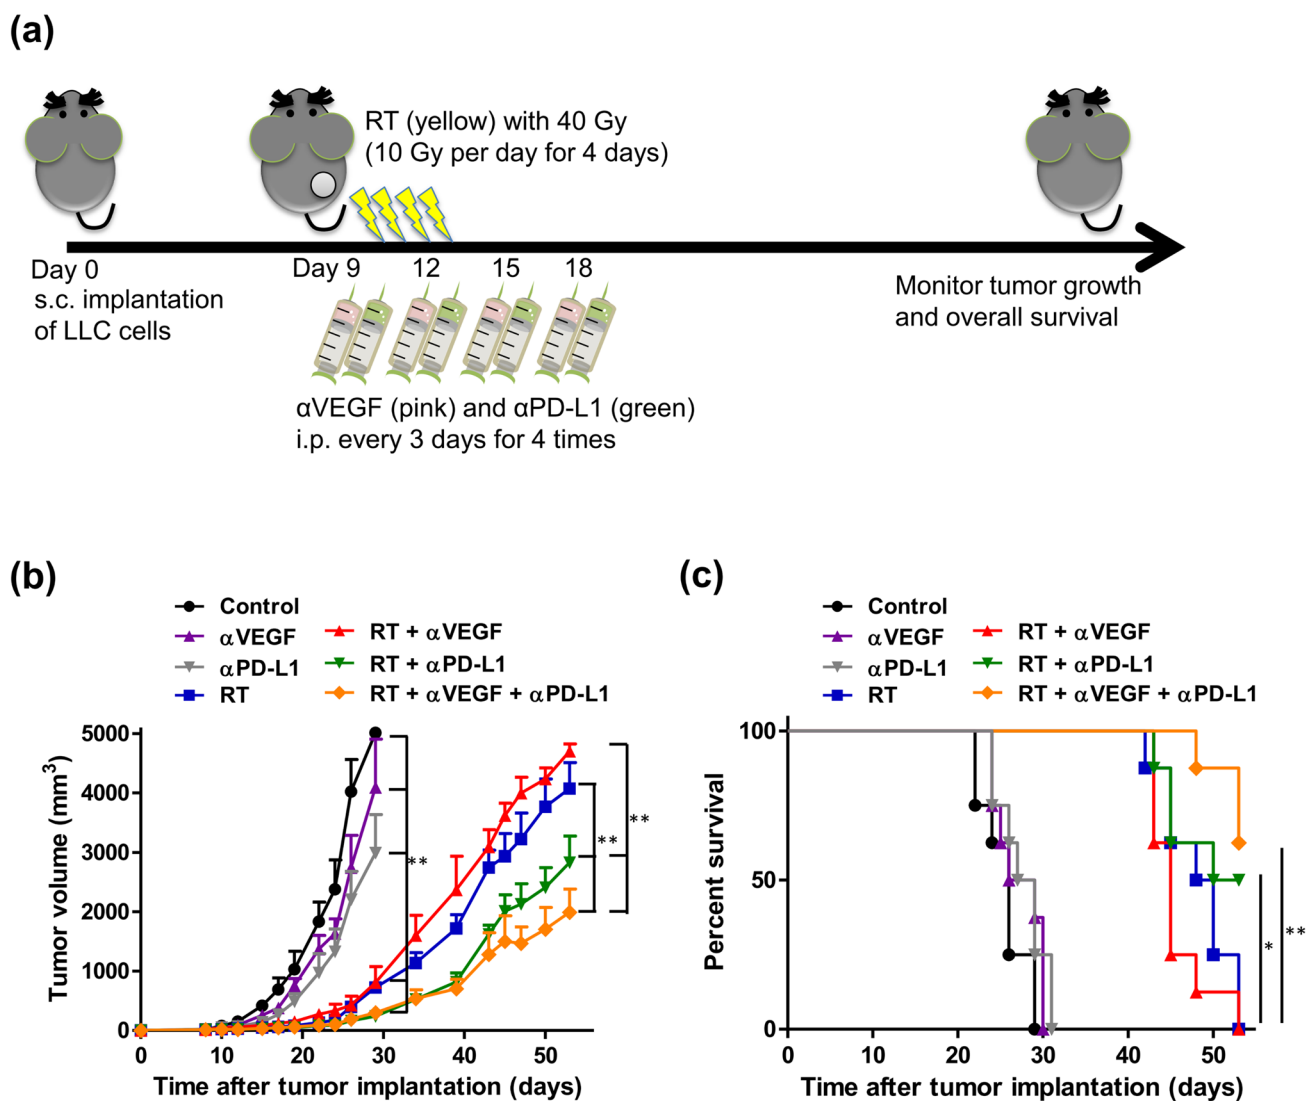 (a)
RT (yellow) with 40 Gy
(10 Gy per day for 4 days)
Day 0
s.c. implantation
of LLC cells
Day 9 12 15 18
Monitor tumor growth
and overall survival
αVEGF (pink) and αPD-L1 (green)
i.p. every 3 days for 4 times
(b)
Control
αVEGF
αPD-L1
RT
RT + αVEGF
RT + αPD-L1
RT + αVEGF + αPD-L1
Tumor volume (mm³)
5000
4000
3000
2000
1000
0
**
**
**
0 10 20 30 40 50
Time after tumor implantation (days)
(c)
Control
αVEGF
αPD-L1
RT
RT + αVEGF
RT + αPD-L1
RT + αVEGF + αPD-L1
Percent survival
100
50
0
*
**
0 10 20 30 40 50
Time after tumor implantation (days)